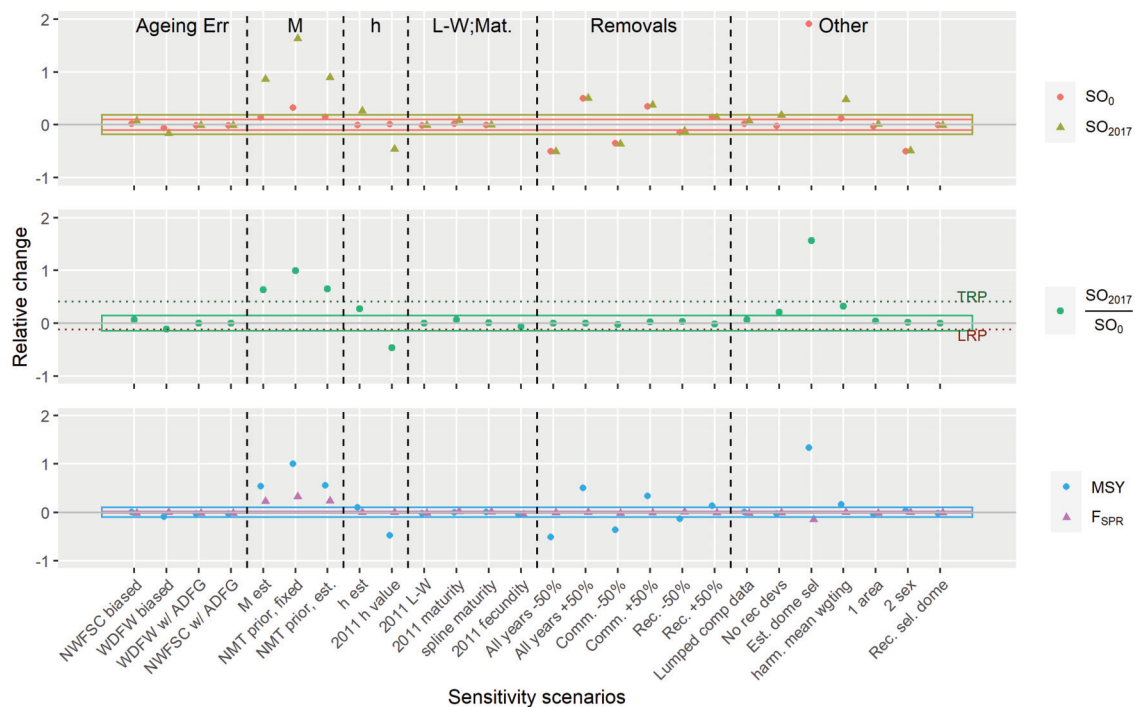 Ageing Err M h L-W;Mat. Removals Other
2
1
0
-1
SO0
SO2017
2
1
0
-1
TRP
LRP
SO2017
SO0
2
1
0
-1
MSY
FSPR
Relative change
NWFSC biased
WDFW biased
WDFW w/ ADFG
NWFSC w/ ADFG
M est
NMT prior, fixed
NMT prior, est.
h est
2011 h value
2011 L-W
2011 maturity
spline maturity
2011 fecundity
All years -50%
All years +50%
Comm. -50%
Comm. +50%
Rec. -50%
Rec. +50%
Lumped comp data
No rec devs
Est. dome sel
harm. mean wgting
1 area
2 sex
Rec. sel. dome
Sensitivity scenarios